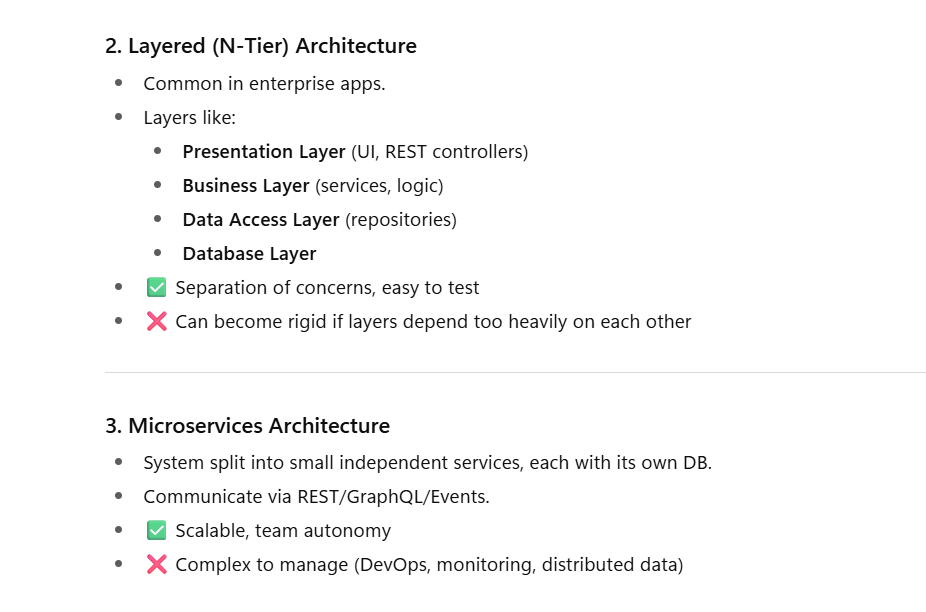 2. Layered (N-Tier) Architecture
• Common in enterprise apps.
• Layers like:
• Presentation Layer (UI, REST controllers)
• Business Layer (services, logic)
• Data Access Layer (repositories)
• Database Layer
• ✅ Separation of concerns, easy to test
• ❌ Can become rigid if layers depend too heavily on each other
3. Microservices Architecture
• System split into small independent services, each with its own DB.
• Communicate via REST/GraphQL/Events.
• ✅ Scalable, team autonomy
• ❌ Complex to manage (DevOps, monitoring, distributed data)